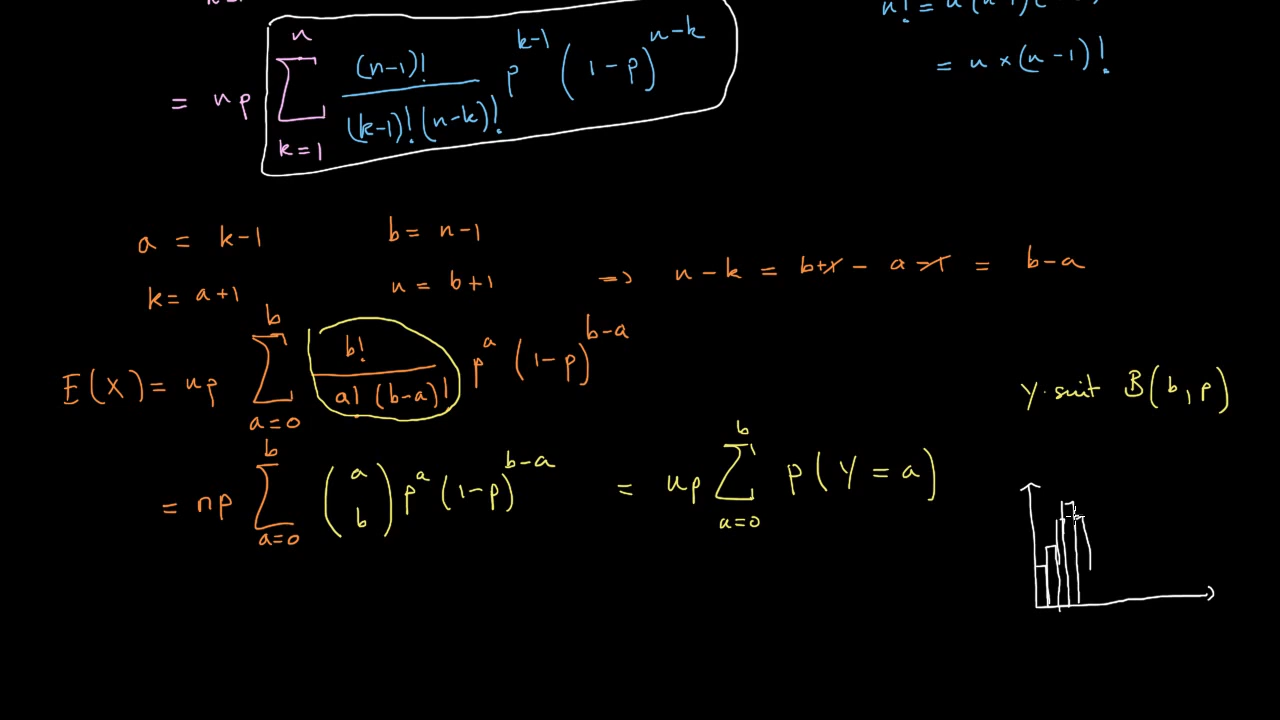 n! = n(n-1)(
= n p ∑_{k=1}^{n} (n-1)! / (k-1)! (n-k)! p^{k-1} (1-p)^{n-k}
= n × (n-1)!
a = k-1 b = n-1
k = a+1 n = b+1 => n-k = b+1 - a-1 = b-a
E(X) = np ∑_{a=0}^{b} b! / a! (b-a)! p^a (1-p)^{b-a}
Y suit B(b, p)
= np ∑_{a=0}^{b} (a b) p^a (1-p)^{b-a} = np ∑_{a=0}^{b} p(Y = a)